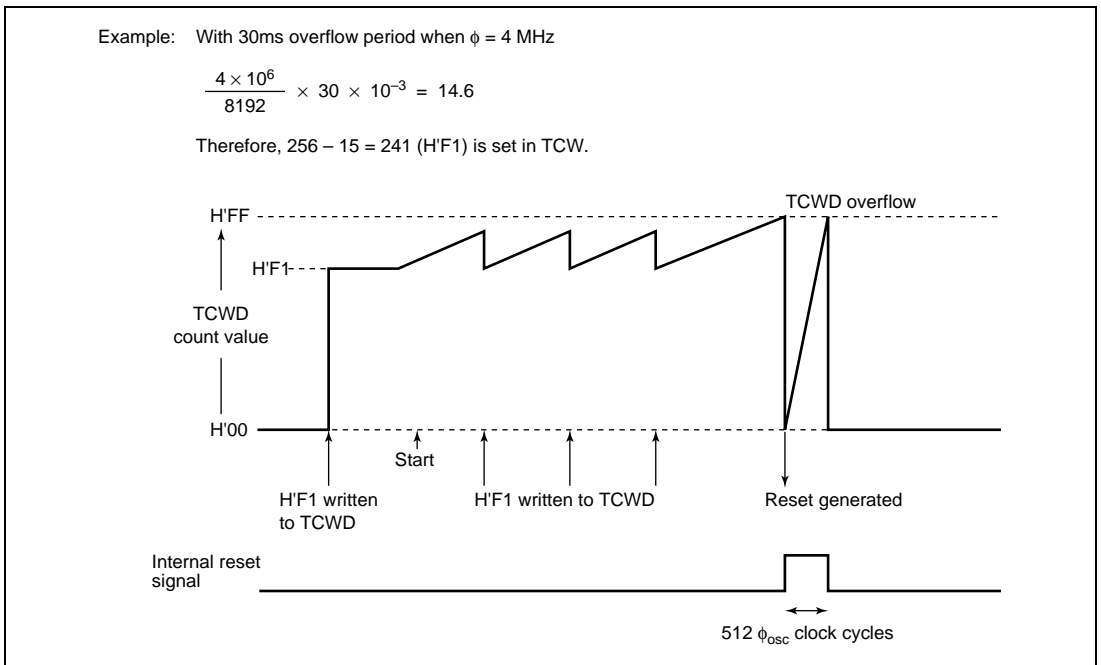 Example: With 30ms overflow period when ϕ = 4 MHz
4 × 10⁶
8192
× 30 × 10⁻³ = 14.6
Therefore, 256 – 15 = 241 (H'F1) is set in TCW.
TCWD overflow
H'FF
H'F1
TCWD
count value
H'00
Start
H'F1 written
to TCWD
H'F1 written to TCWD
Reset generated
Internal reset
signal
512 ϕosc clock cycles